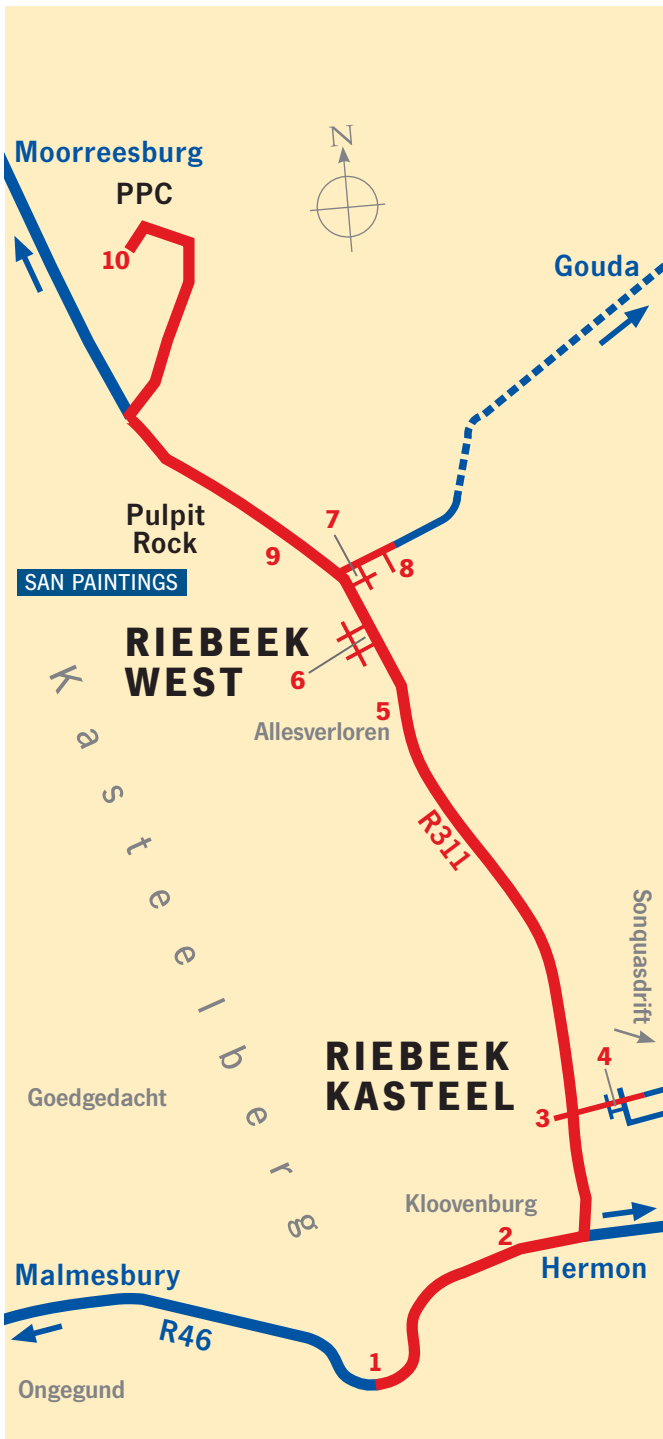 N
Moorreesburg
PPC
10
Gouda
Pulpit
Rock
7
9
8
SAN PAINTINGS
RIEBEEK
WEST
6
5
Allesverloren
Kasteelberg
R311
Sonquasdrift
RIEBEEK
KASTEEL
4
3
Goedgedacht
Kloovenburg
2
Hermon
Malmesbury
R46
1
Ongegund